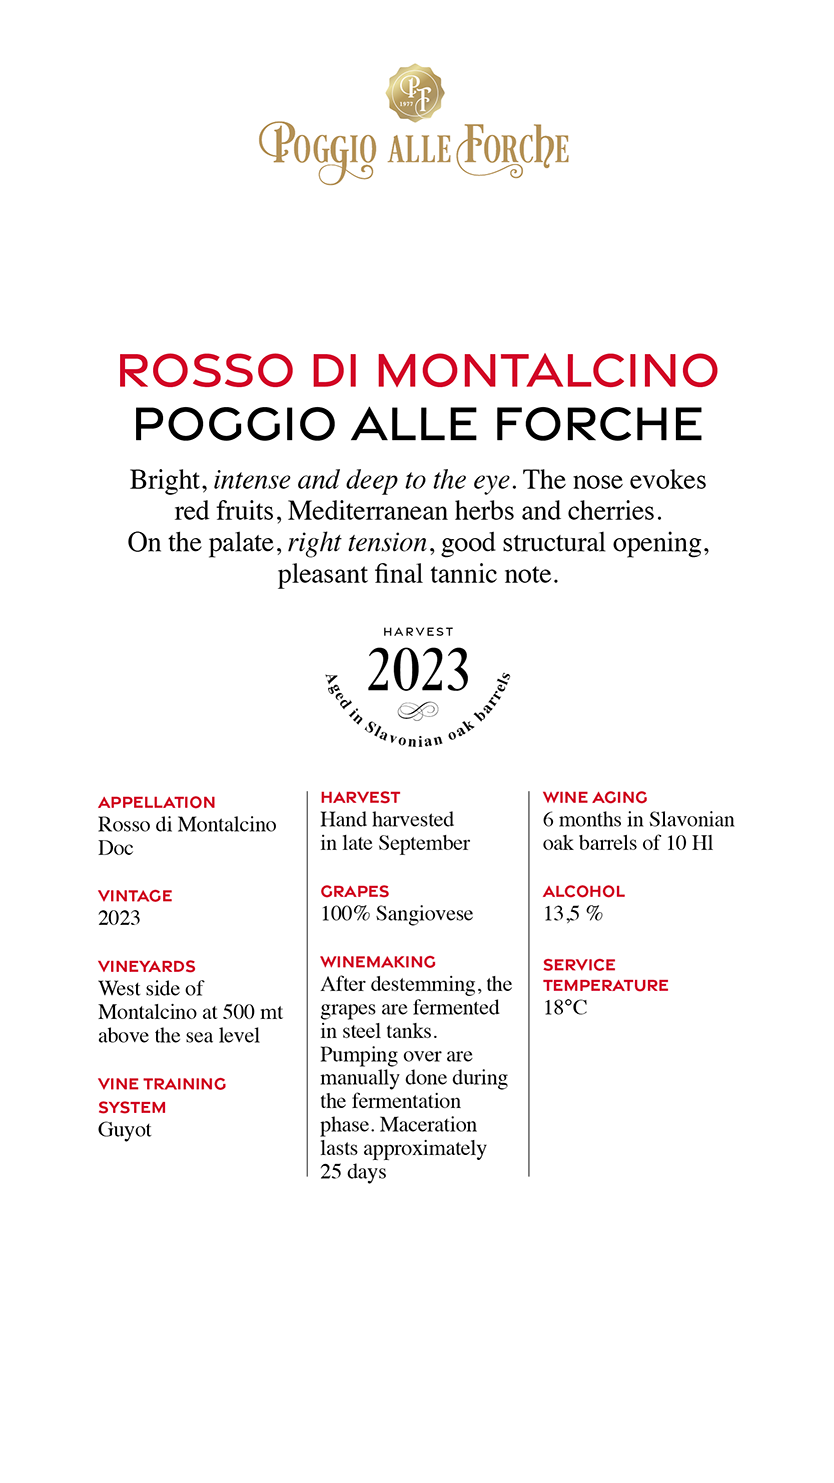 PF
1977
POGGIO ALLE FORCHE
ROSSO DI MONTALCINO
POGGIO ALLE FORCHE
Bright, intense and deep to the eye. The nose evokes
red fruits, Mediterranean herbs and cherries.
On the palate, right tension, good structural opening,
pleasant final tannic note.
HARVEST
2023
Aged in Slavonian oak barrels
APPELLATION
Rosso di Montalcino
Doc
VINTAGE
2023
VINEYARDS
West side of
Montalcino at 500 mt
above the sea level
VINE TRAINING
SYSTEM
Guyot
HARVEST
Hand harvested
in late September
GRAPES
100% Sangiovese
WINEMAKING
After destemming, the
grapes are fermented
in steel tanks.
Pumping over are
manually done during
the fermentation
phase. Maceration
lasts approximately
25 days
WINE AGING
6 months in Slavonian
oak barrels of 10 Hl
ALCOHOL
13,5 %
SERVICE
TEMPERATURE
18°C